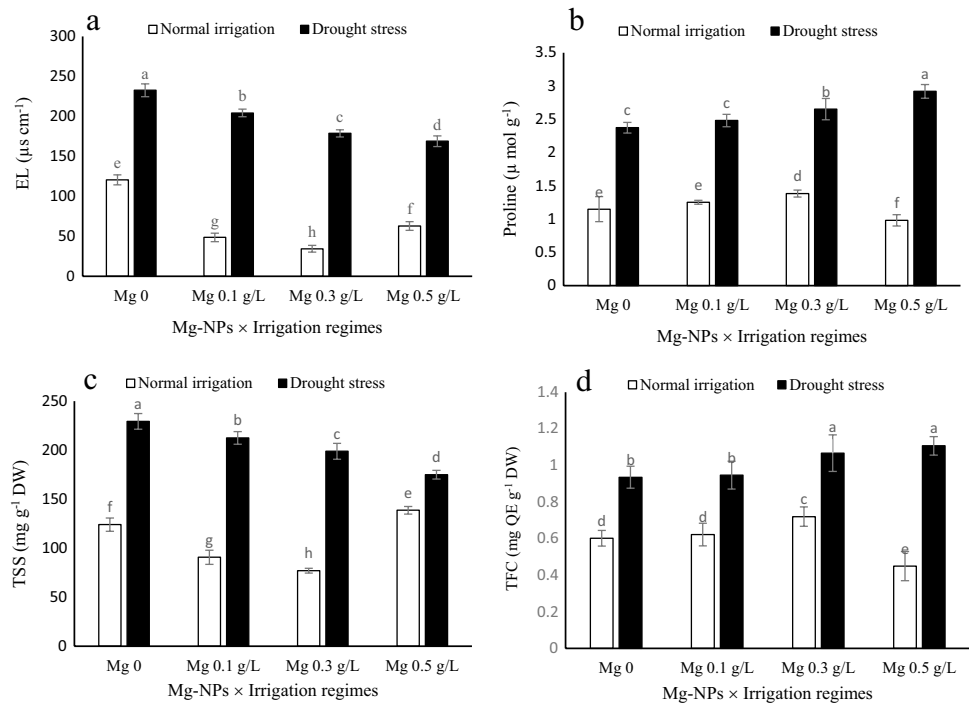 a
Normal irrigation Drought stress
300
250
200
150
100
50
0
EL (µs cm⁻¹)
a
b
c
d
e
g
h
f
Mg 0 Mg 0.1 g/L Mg 0.3 g/L Mg 0.5 g/L
Mg-NPs × Irrigation regimes
b
Normal irrigation Drought stress
3.5
3
2.5
2
1.5
1
0.5
0
Proline (µ mol g⁻¹)
c
c
b
a
e
e
d
f
Mg 0 Mg 0.1 g/L Mg 0.3 g/L Mg 0.5 g/L
Mg-NPs × Irrigation regimes
c
Normal irrigation Drought stress
250
200
150
100
50
0
TSS (mg g⁻¹ DW)
a
b
c
d
f
g
h
e
Mg 0 Mg 0.1 g/L Mg 0.3 g/L Mg 0.5 g/L
Mg-NPs × Irrigation regimes
d
Normal irrigation Drought stress
1.4
1.2
1
0.8
0.6
0.4
0.2
0
TFC (mg QE g⁻¹ DW)
b
b
a
a
d
d
c
e
Mg 0 Mg 0.1 g/L Mg 0.3 g/L Mg 0.5 g/L
Mg-NPs × Irrigation regimes